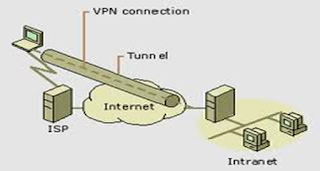 VPN connection
Tunnel
Internet
ISP
Intranet